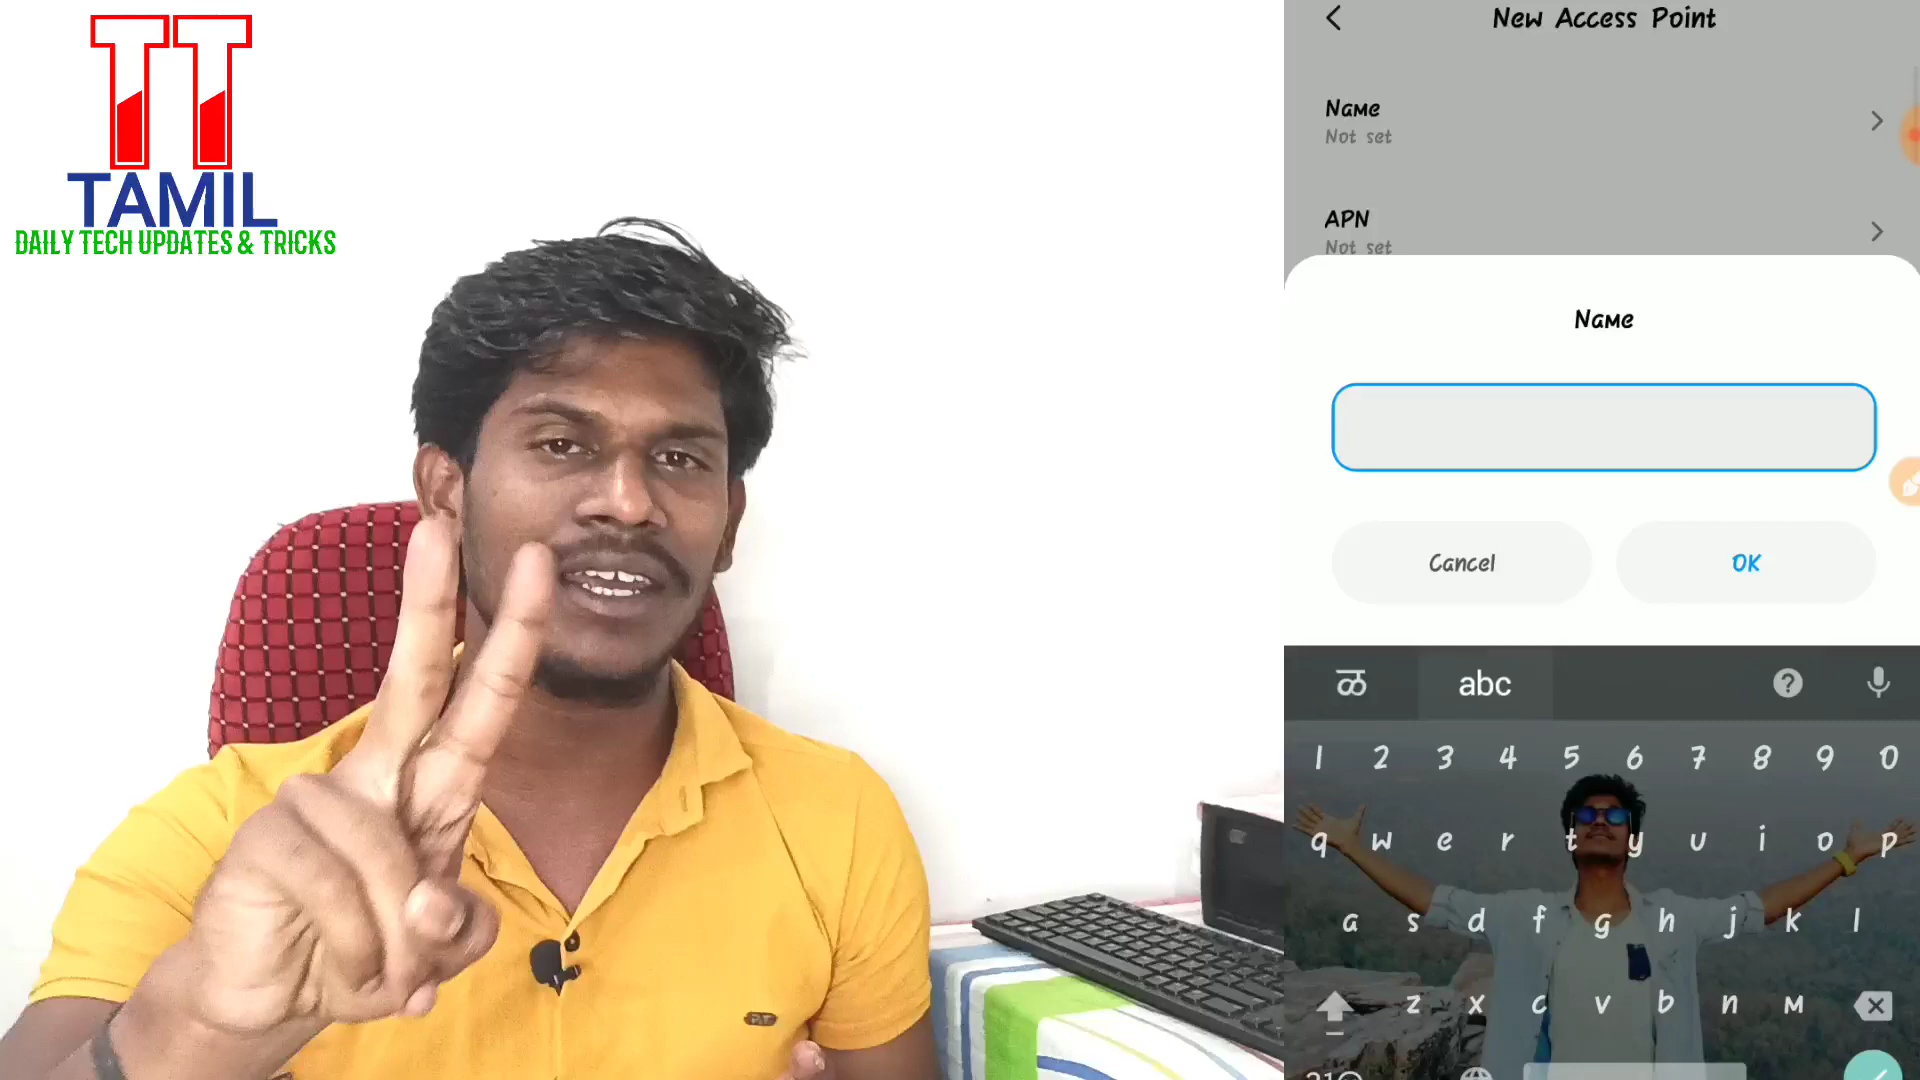 TT
TAMIL
DAILY TECH UPDATES & TRICKS
New Access Point
Name
Not set
APN
Not set
Name
Cancel
OK
ळ
abc
1 2 3 4 5 6 7 8 9 0
q w e r t y u i o p
a s d f g h j k l
z x c v b n m